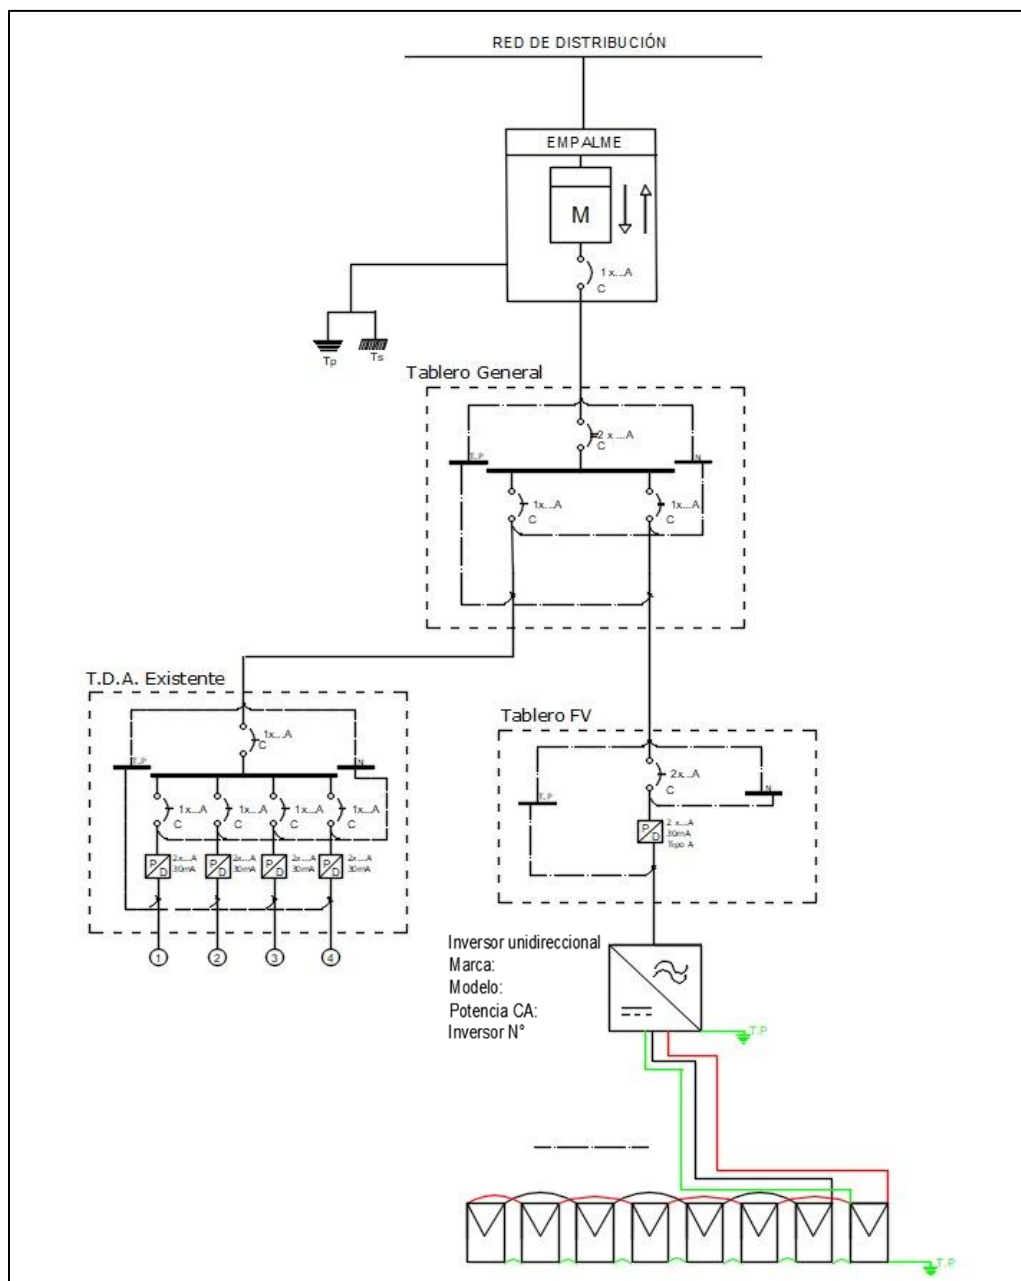 RED DE DISTRIBUCIÓN
EMPALME
M
1x...A
C
Tp
Ts
Tablero General
2 x ...A
C
T.P
N
1x...A
C
1x...A
C
T.D.A. Existente
1x...A
C
T.P
N
1x...A
C
1x...A
C
1x...A
C
1x...A
C
P
D
2x...A
30mA
P
D
2x...A
30mA
P
D
2x...A
30mA
P
D
2x...A
30mA
1
2
3
4
Tablero FV
2x...A
C
T.P
N
P
D
2 x...A
30mA
Tipo A
Inversor unidireccional
Marca:
Modelo:
Potencia CA:
Inversor N°
T.P
T.P